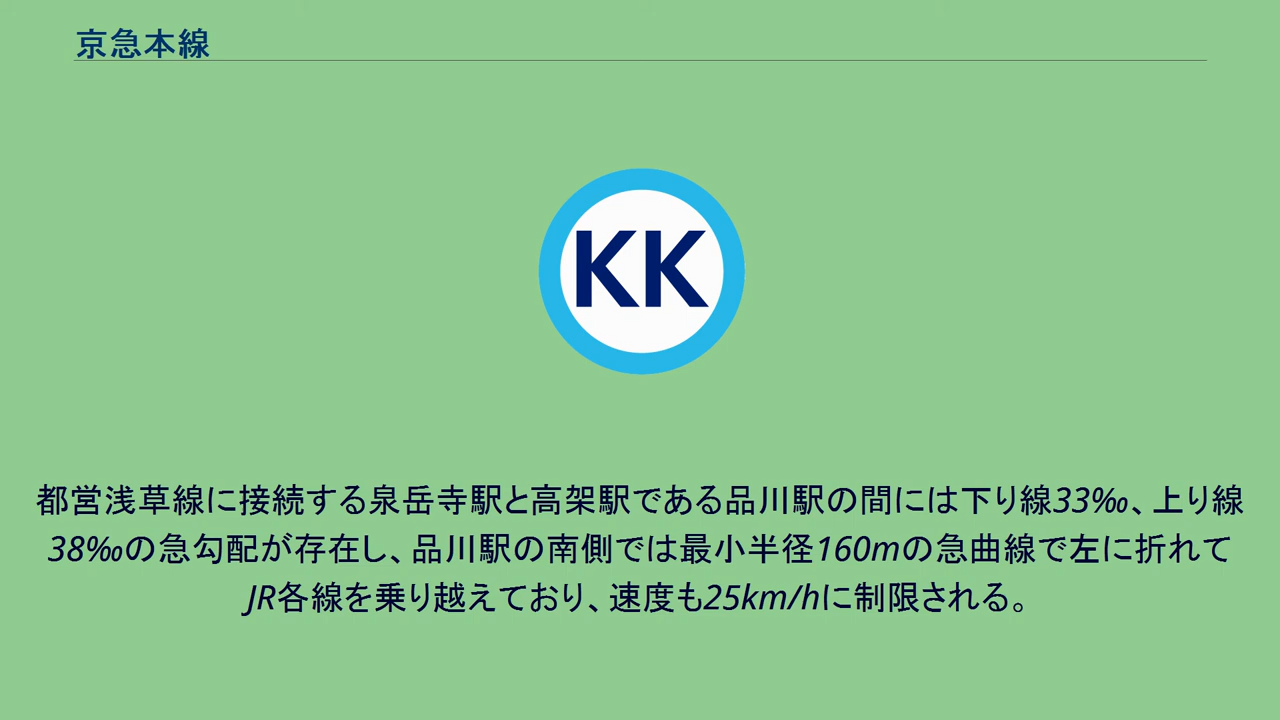 京急本線
KK
都営浅草線に接続する泉岳寺駅と高架駅である品川駅の間には下り線33‰、上り線
38‰の急勾配が存在し、品川駅の南側では最小半径160mの急曲線で左に折れて
JR各線を乗り越えており、速度も25km/hに制限される。